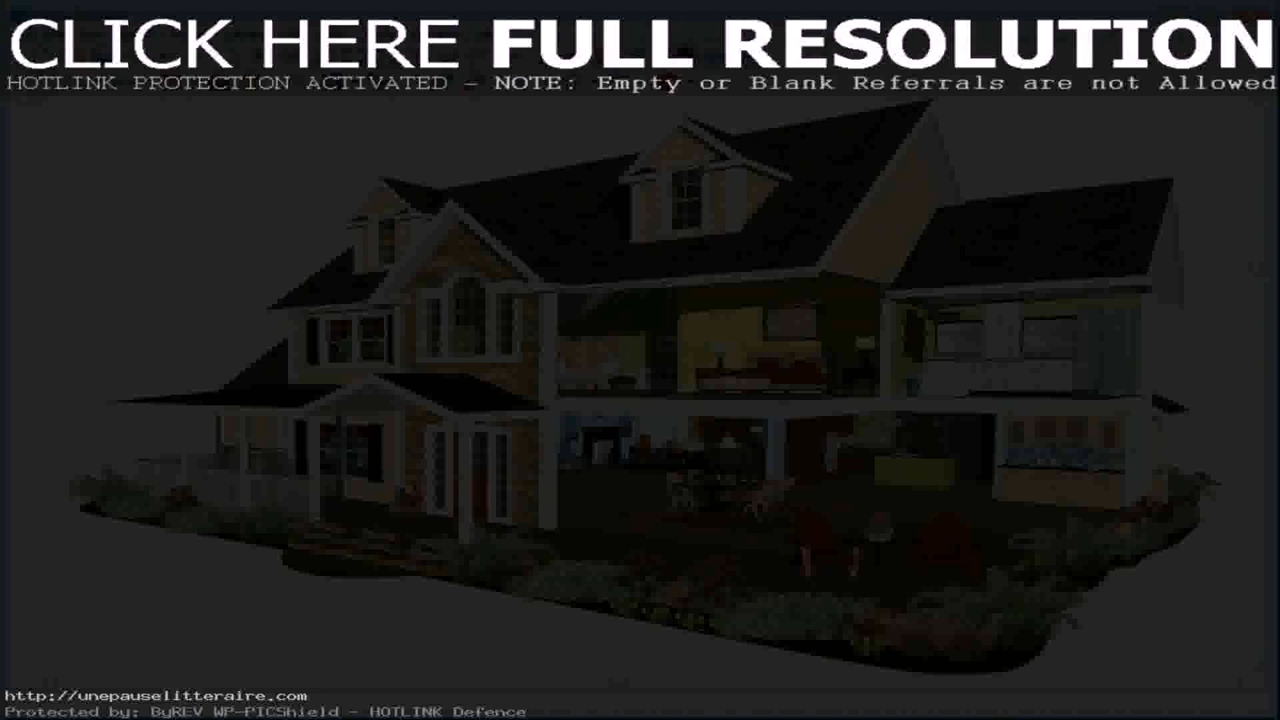 CLICK HERE FULL RESOLUTION
HOTLINK PROTECTION ACTIVATED - NOTE: Empty or Blank Referrals are not Allowed
http://unepauselitteraire.com
Protected by: ByREV WP-PICShield - HOTLINK Defence